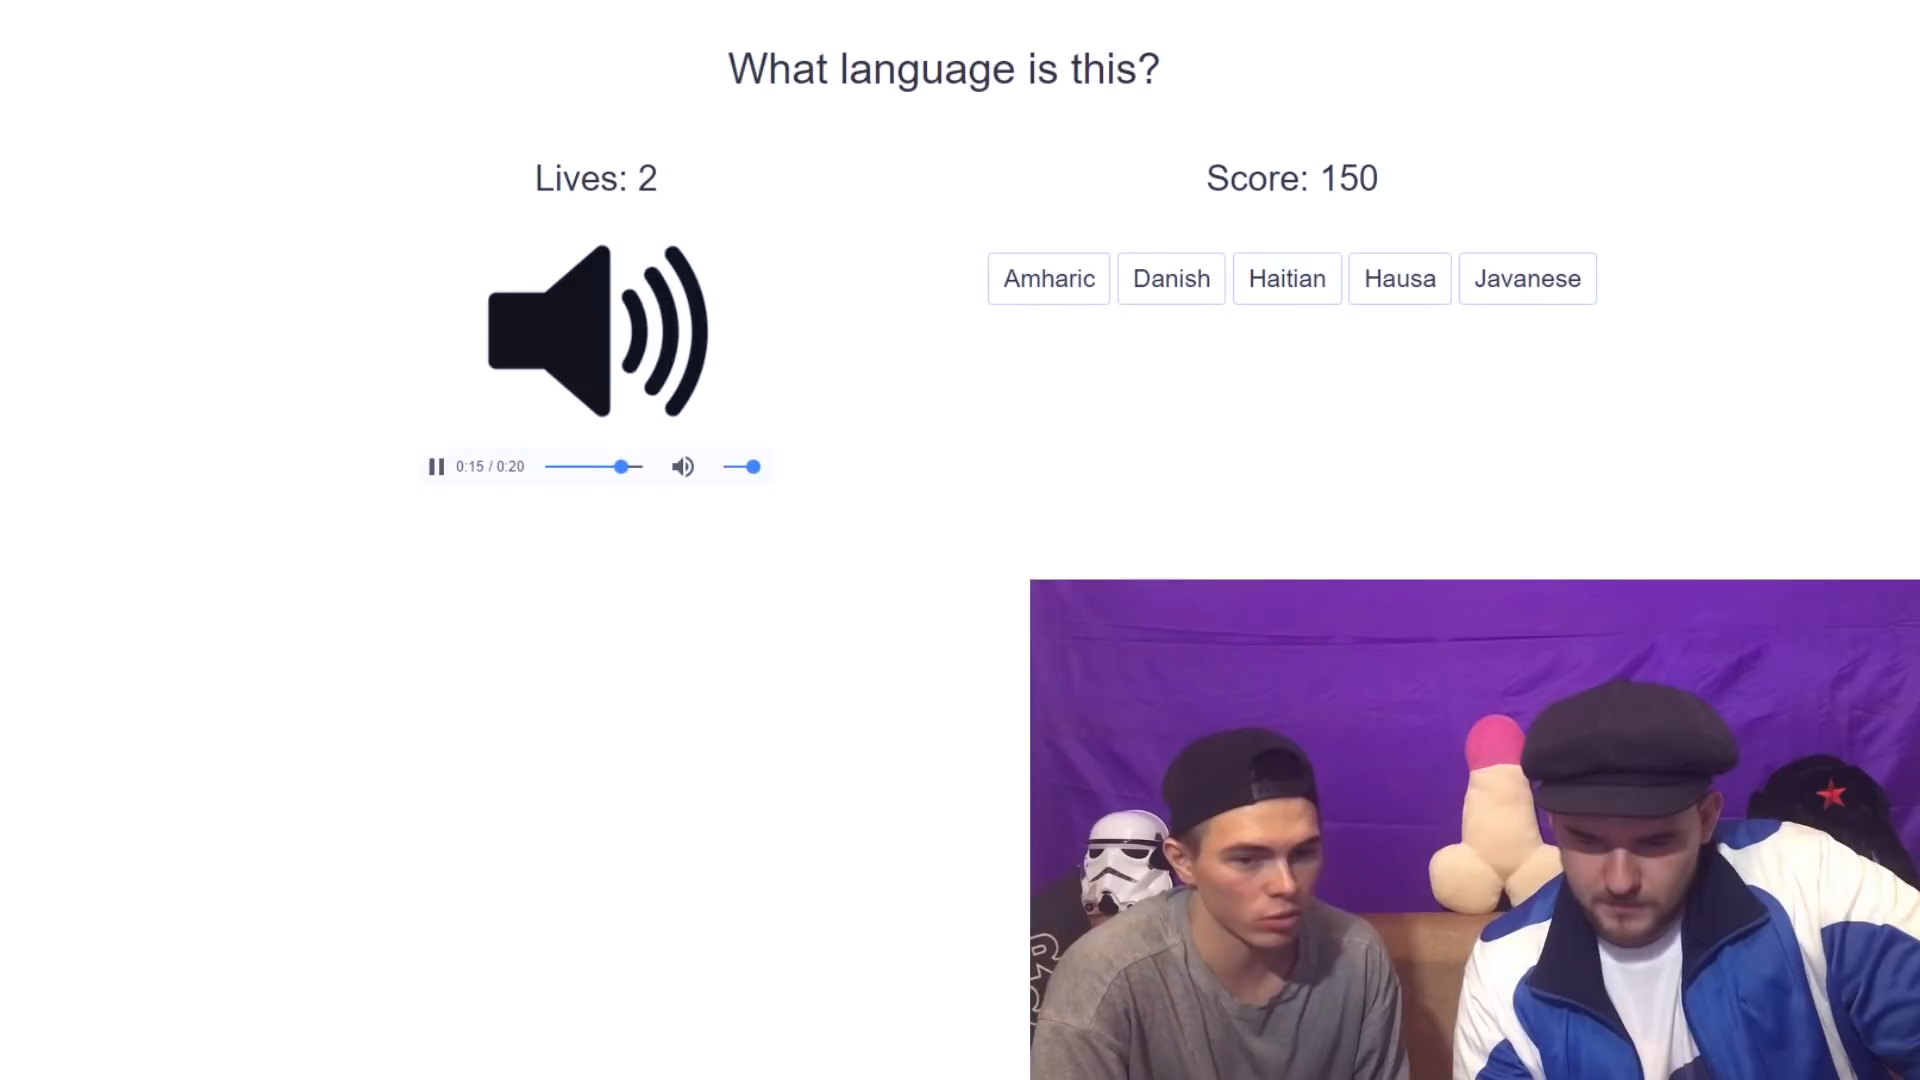 What language is this?
Lives: 2
Score: 150
Amharic Danish Haitian Hausa Javanese
0:15 / 0:20